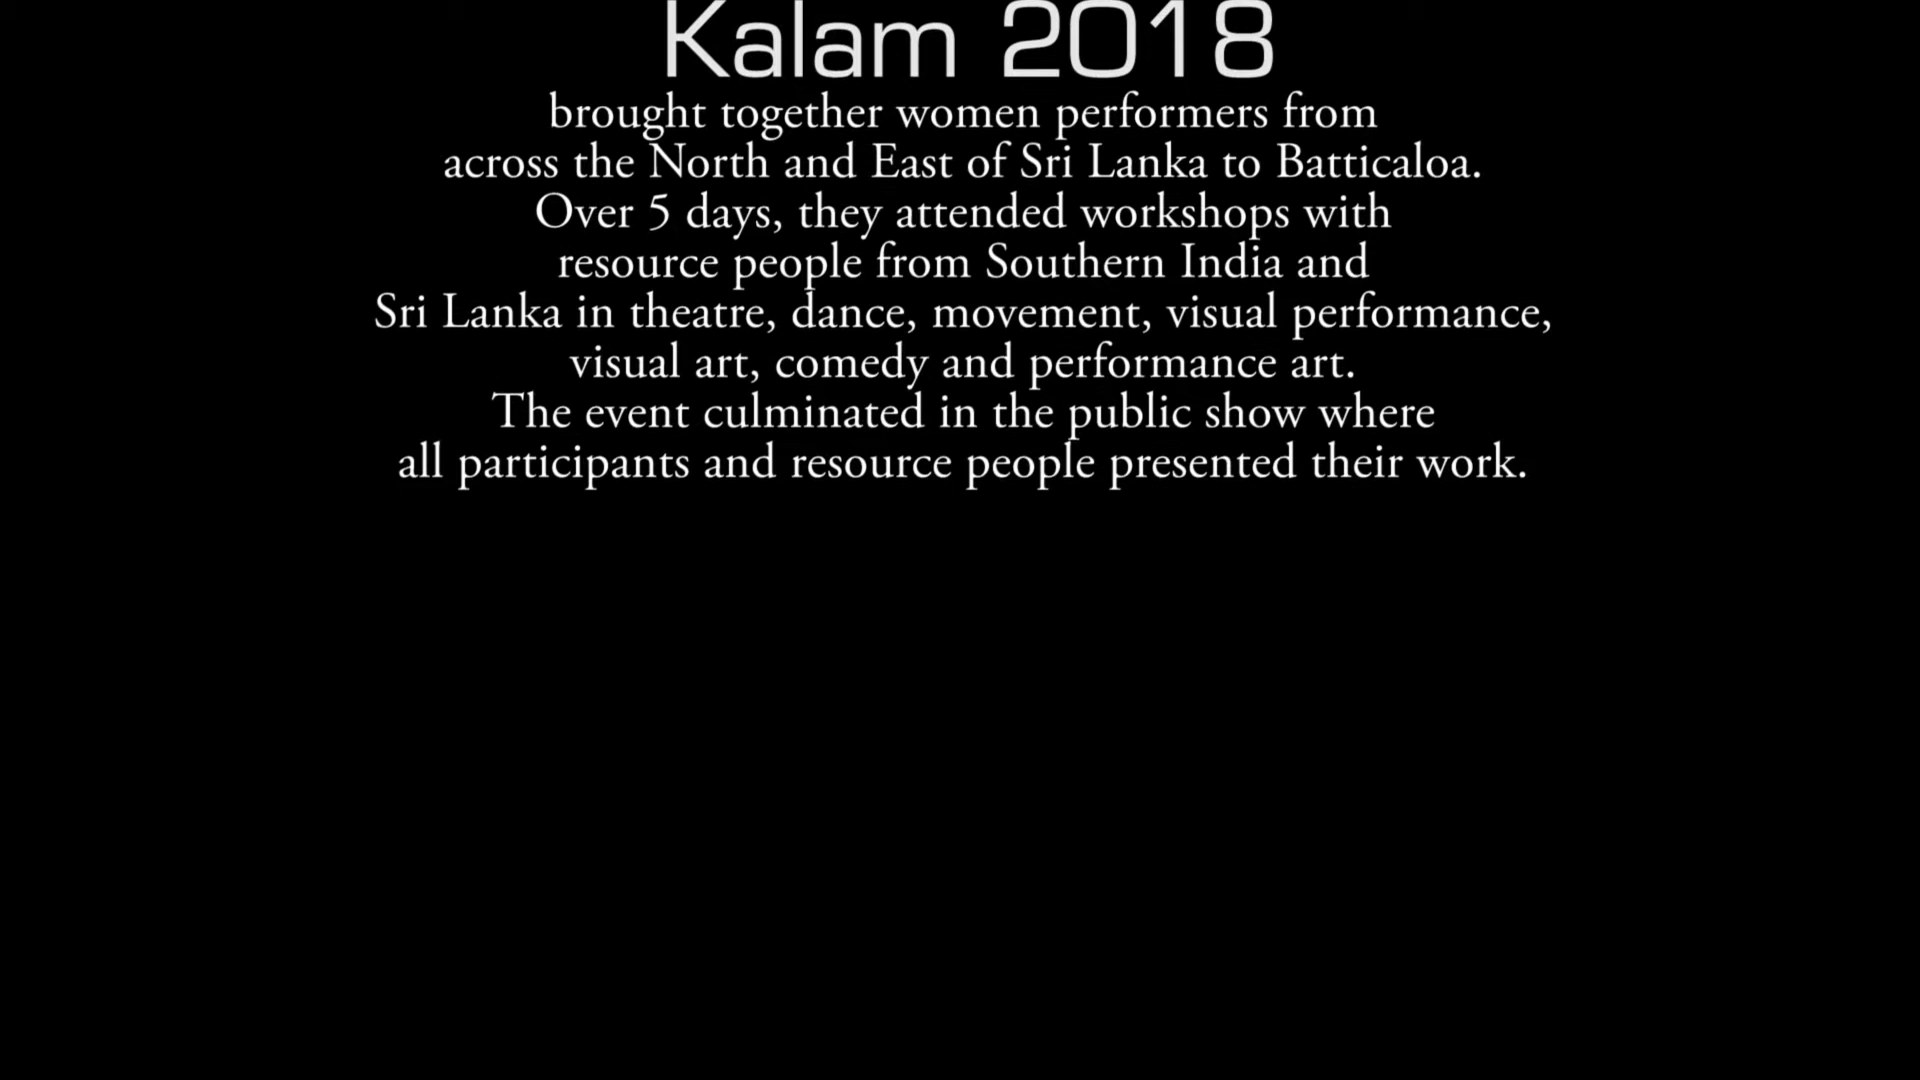 Kalam 2018
brought together women performers from
across the North and East of Sri Lanka to Batticaloa.
Over 5 days, they attended workshops with
resource people from Southern India and
Sri Lanka in theatre, dance, movement, visual performance,
visual art, comedy and performance art.
The event culminated in the public show where
all participants and resource people presented their work.